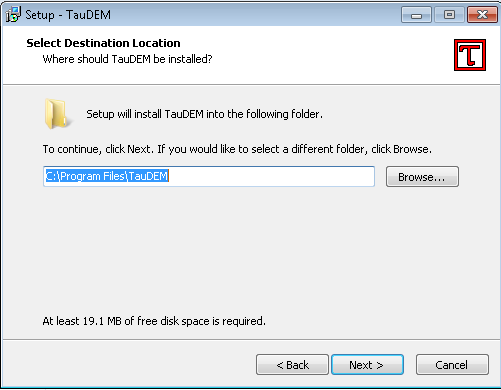 Setup - TauDEM
Select Destination Location
Where should TauDEM be installed?
Setup will install TauDEM into the following folder.
To continue, click Next. If you would like to select a different folder, click Browse.
C:\Program Files\TauDEM
Browse...
At least 19.1 MB of free disk space is required.
< Back
Next >
Cancel